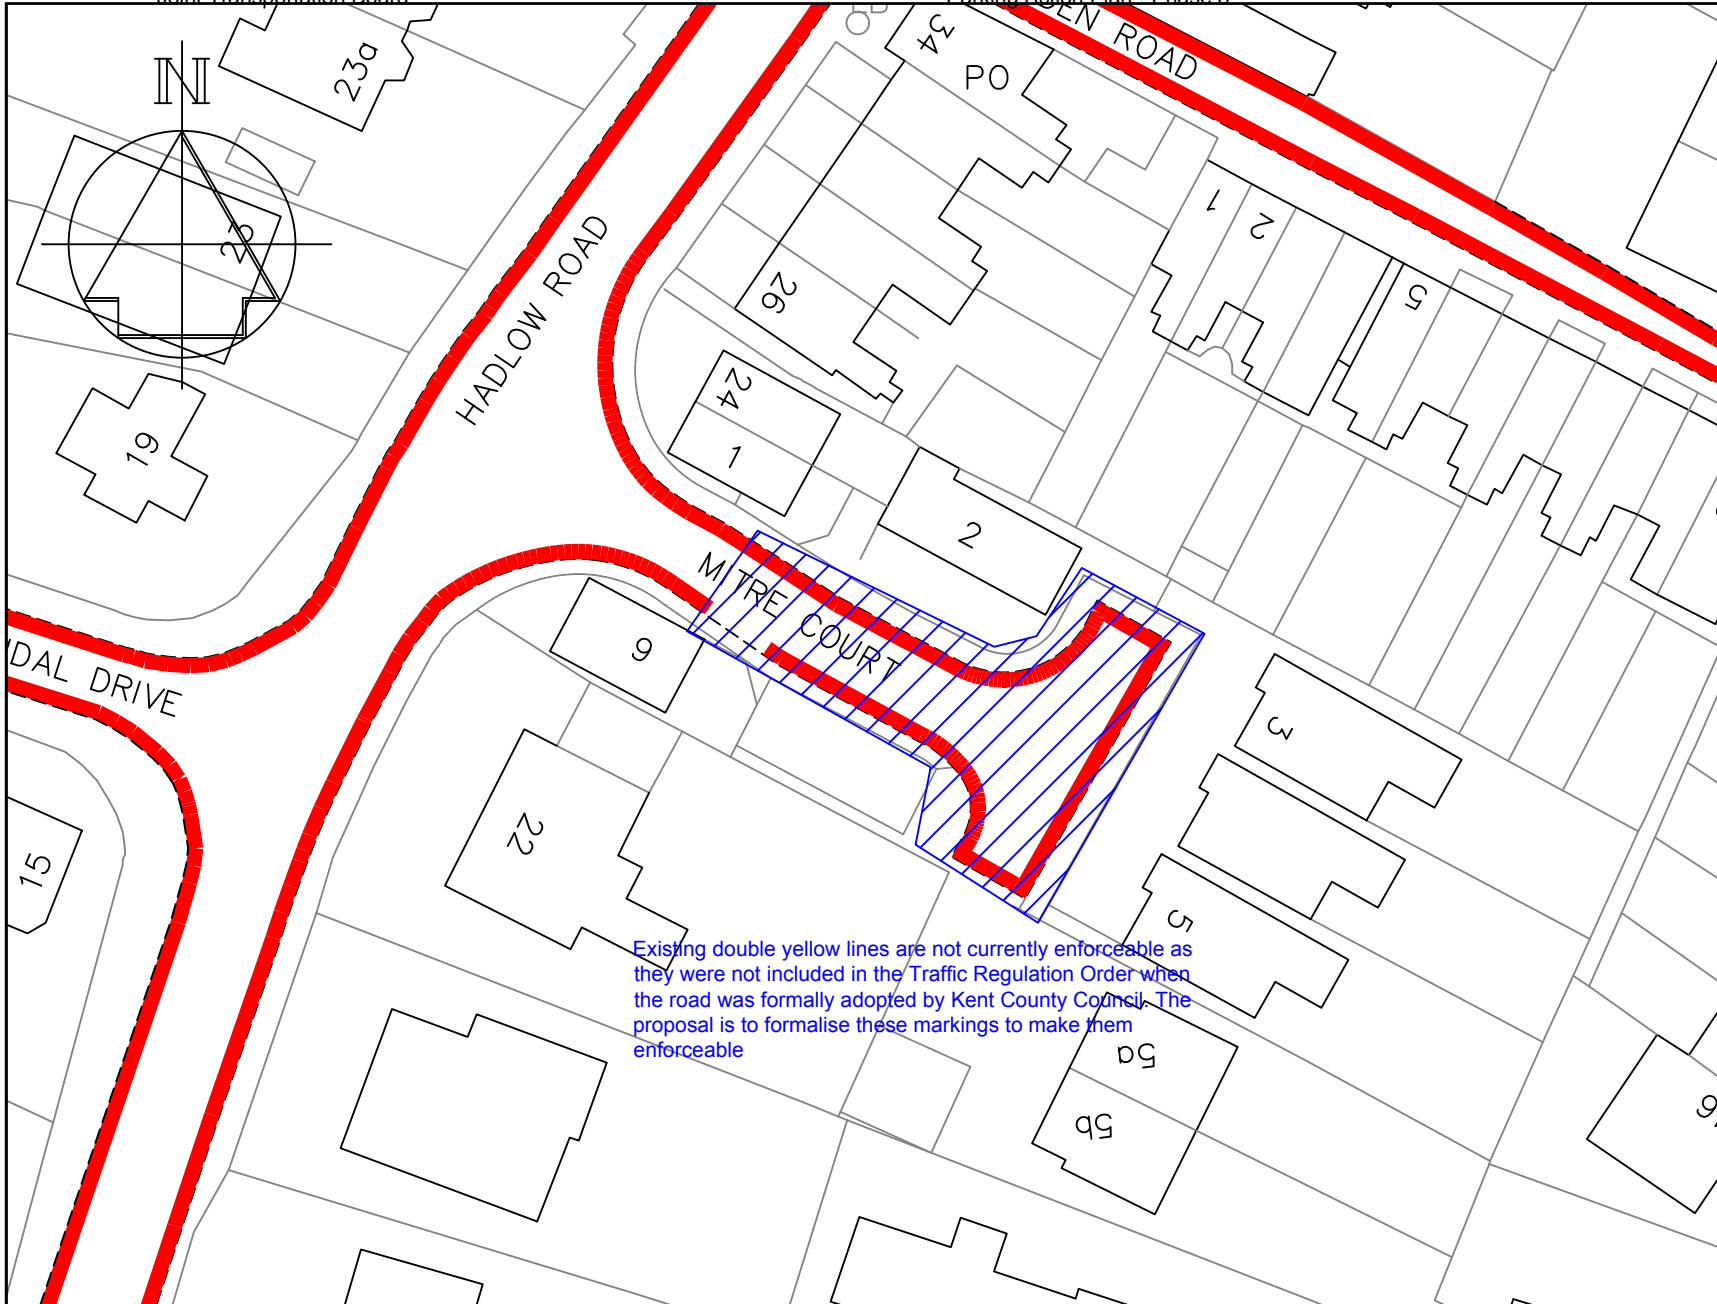 N
23a
34
PO
1
2
5
23
HADLOW ROAD
26
24
1
19
2
MITRE COURT
9
3
DRIVE
22
15
5
Existing double yellow lines are not currently enforceable as
they were not included in the Traffic Regulation Order when
the road was formally adopted by Kent County Council. The
proposal is to formalise these markings to make them
enforceable
5a
5b
ROAD